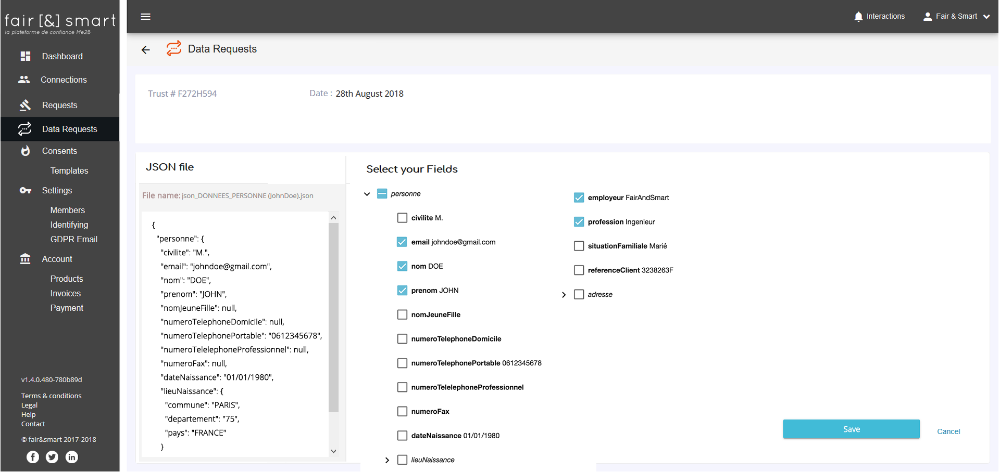 fair [&] smart
la plateforme de confiance Me2B
Dashboard
Connections
Requests
Data Requests
Consents
Templates
Settings
Members
Identifying
GDPR Email
Account
Products
Invoices
Payment
v1.4.0.480-780b89d
Terms & conditions
Legal
Help
Contact
© fair&smart 2017-2018
Interactions
Fair & Smart
Data Requests
Trust # F272H594
Date : 28th August 2018
JSON file
File name: json_DONNEES_PERSONNE (JohnDoe).json
{
"personne": {
"civilite": "M.",
"email": "johndoe@gmail.com",
"nom": "DOE",
"prenom": "JOHN",
"nomJeuneFille": null,
"numeroTelephoneDomicile": null,
"numeroTelephonePortable": "0612345678",
"numeroTelelephoneProfessionnel": null,
"numeroFax": null,
"dateNaissance": "01/01/1980",
"lieuNaissance": {
"commune": "PARIS",
"departement": "75",
"pays": "FRANCE"
}
Select your Fields
personne
civilite M.
email johndoe@gmail.com
nom DOE
prenom JOHN
nomJeuneFille
numeroTelephoneDomicile
numeroTelephonePortable 0612345678
numeroTelelephoneProfessionnel
numeroFax
dateNaissance 01/01/1980
lieuNaissance
employeur FairAndSmart
profession Ingenieur
situationFamiliale Marié
referenceClient 3238263F
adresse
Save
Cancel